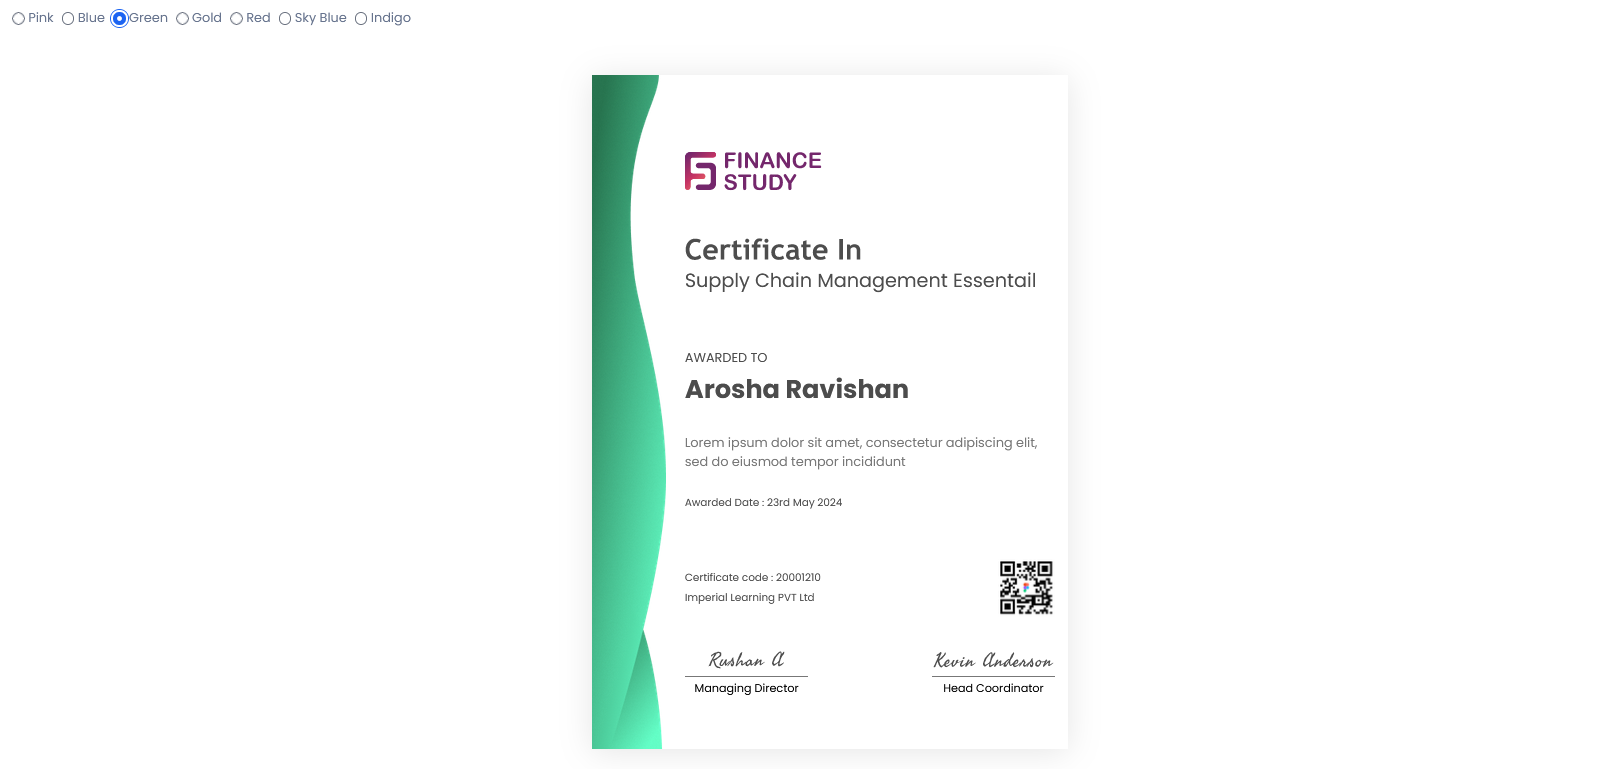 Pink Blue Green Gold Red Sky Blue Indigo
FINANCE
STUDY
Certificate In
Supply Chain Management Essentail
AWARDED TO
Arosha Ravishan
Lorem ipsum dolor sit amet, consectetur adipiscing elit,
sed do eiusmod tempor incididunt
Awarded Date : 23rd May 2024
Certificate code : 20001210
Imperial Learning PVT Ltd
Rushan A Kevin Anderson
Managing Director Head Coordinator